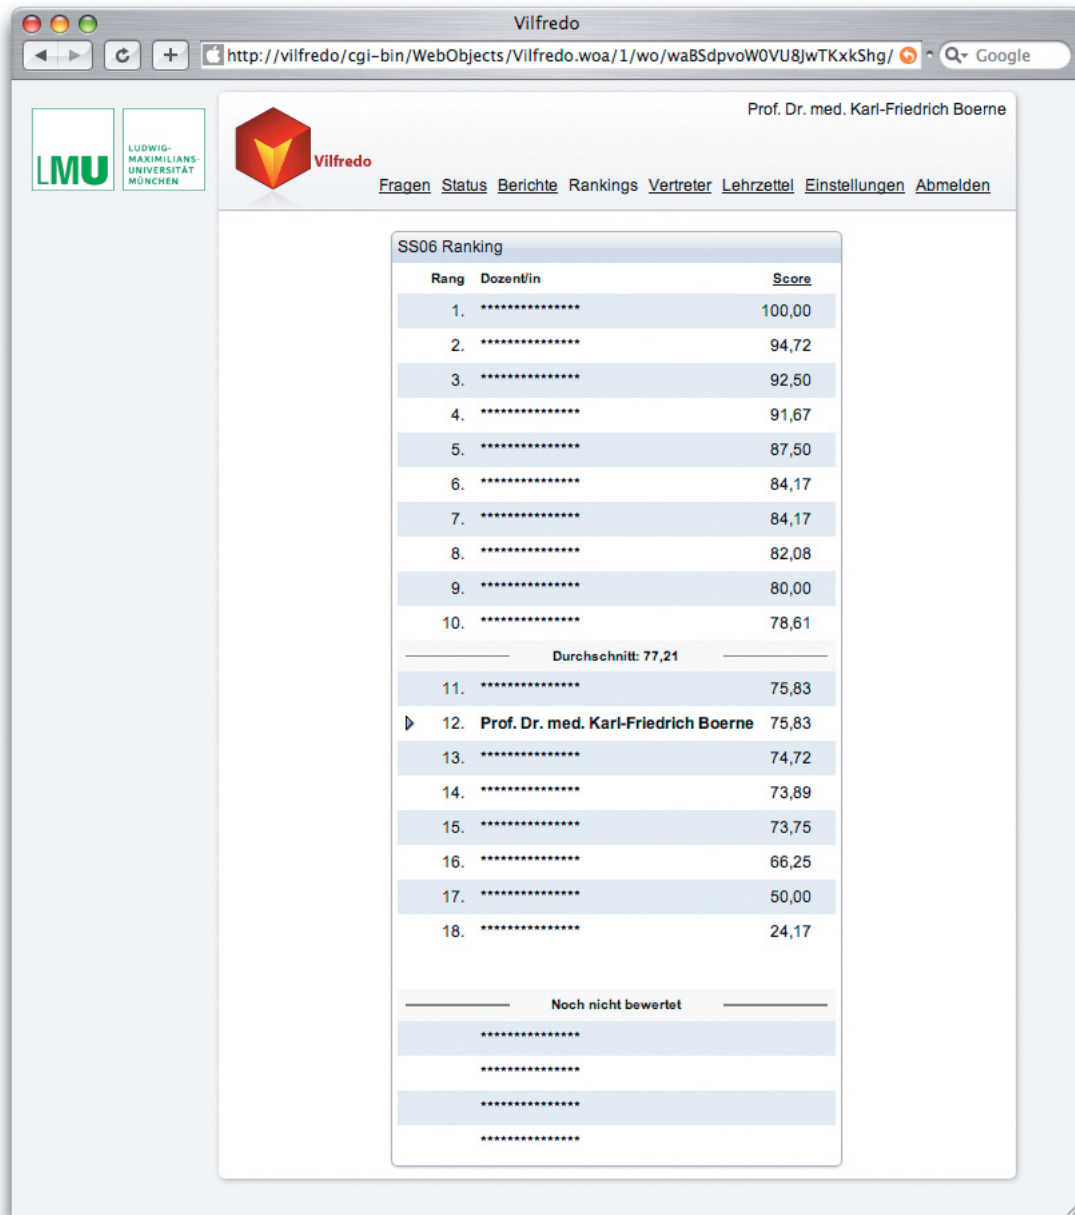 Vilfredo
http://vilfredo/cgi-bin/WebObjects/Vilfredo.woa/1/wo/waBSdpvoW0VU8JwTKxkShg/ Google
Prof. Dr. med. Karl-Friedrich Boerne
LMU
LUDWIG-
MAXIMILIANS-
UNIVERSITÄT
MÜNCHEN
Vilfredo
Fragen Status Berichte Rankings Vertreter Lehrzettel Einstellungen Abmelden
SS06 Ranking
Rang Dozent/in Score
1. *************** 100,00
2. *************** 94,72
3. *************** 92,50
4. *************** 91,67
5. *************** 87,50
6. *************** 84,17
7. *************** 84,17
8. *************** 82,08
9. *************** 80,00
10. *************** 78,61
Durchschnitt: 77,21
11. *************** 75,83
12. Prof. Dr. med. Karl-Friedrich Boerne 75,83
13. *************** 74,72
14. *************** 73,89
15. *************** 73,75
16. *************** 66,25
17. *************** 50,00
18. *************** 24,17
Noch nicht bewertet
***************
***************
***************
***************